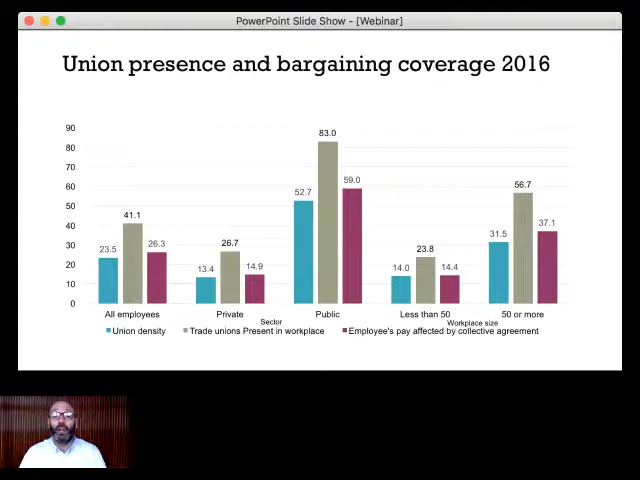 PowerPoint Slide Show - [Webinar]
Union presence and bargaining coverage 2016
90
80
70
60
50
40
30
20
10
0
23.5
41.1
26.3
13.4
26.7
14.9
52.7
83.0
59.0
14.0
23.8
14.4
31.5
56.7
37.1
All employees
Private
Public
Less than 50
50 or more
Sector
Workplace size
Union density
Trade unions Present in workplace
Employee's pay affected by collective agreement